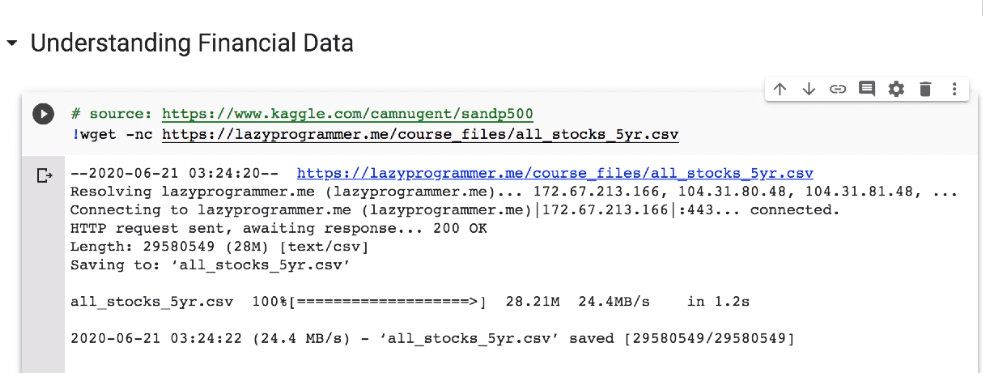 Understanding Financial Data
# source: https://www.kaggle.com/camnugent/sandp500
!wget -nc https://lazyprogrammer.me/course_files/all_stocks_5yr.csv
--2020-06-21 03:24:20--  https://lazyprogrammer.me/course_files/all_stocks_5yr.csv
Resolving lazyprogrammer.me (lazyprogrammer.me)... 172.67.213.166, 104.31.80.48, 104.31.81.48, ...
Connecting to lazyprogrammer.me (lazyprogrammer.me)|172.67.213.166|:443... connected.
HTTP request sent, awaiting response... 200 OK
Length: 29580549 (28M) [text/csv]
Saving to: ‘all_stocks_5yr.csv’
all_stocks_5yr.csv  100%[===================>]  28.21M  24.4MB/s    in 1.2s
2020-06-21 03:24:22 (24.4 MB/s) - ‘all_stocks_5yr.csv’ saved [29580549/29580549]